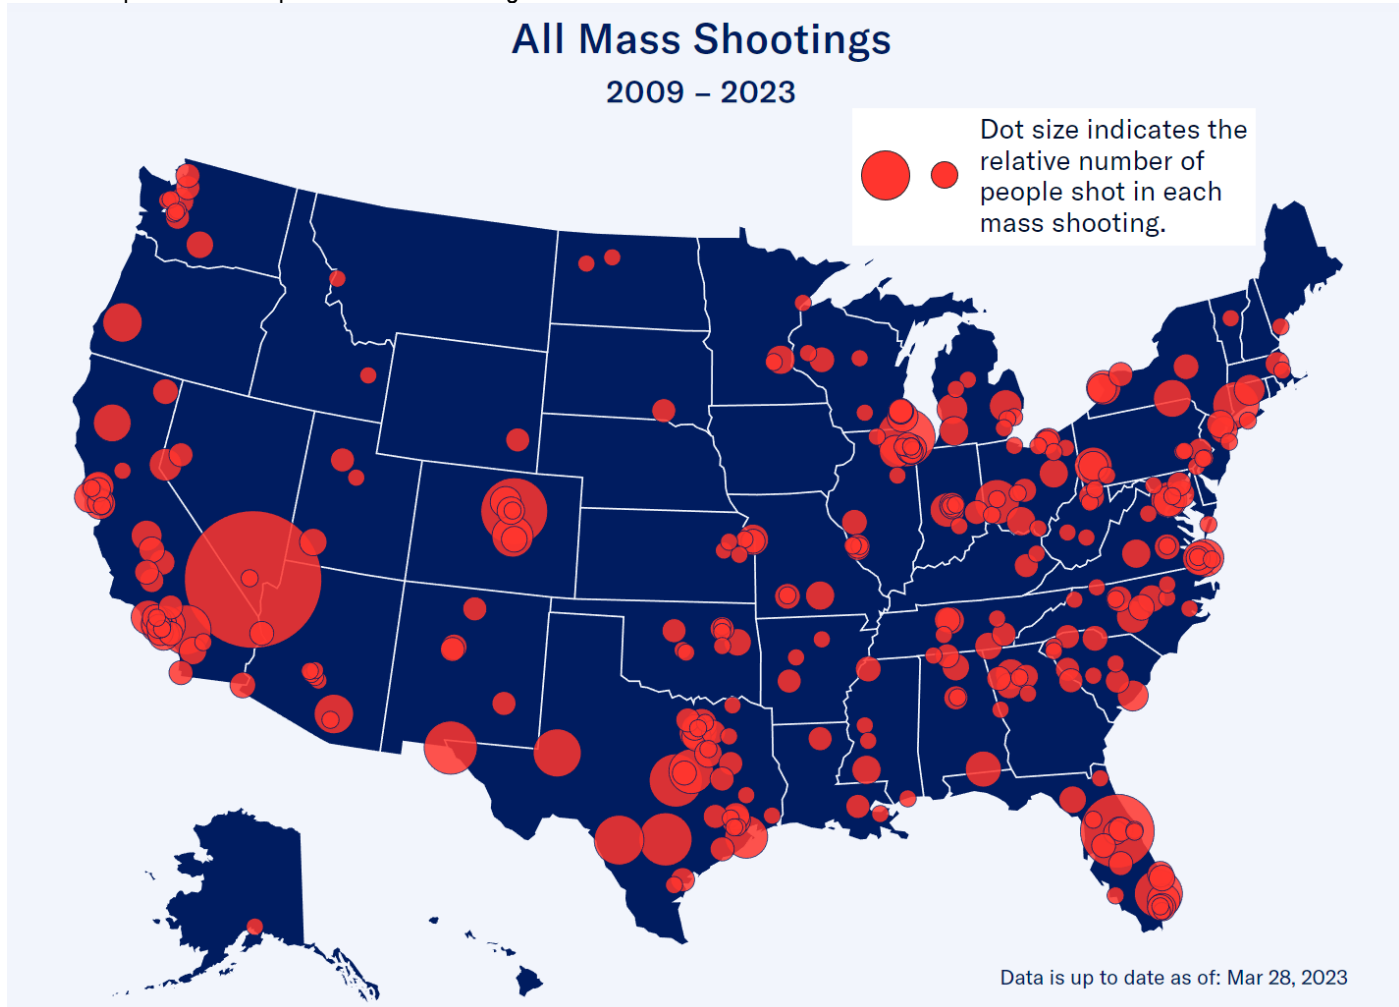 All Mass Shootings
2009 – 2023
Dot size indicates the
relative number of
people shot in each
mass shooting.
Data is up to date as of: Mar 28, 2023